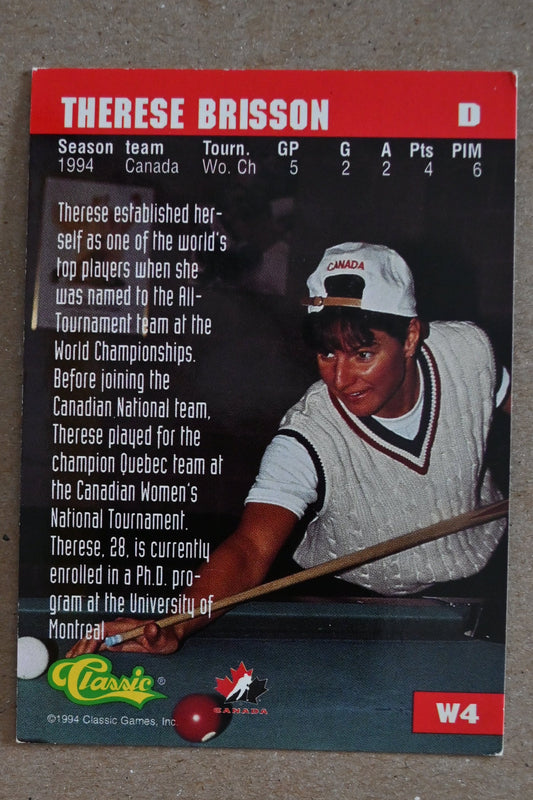 THERESE BRISSON D
Season team Tourn. GP G A Pts PIM
1994 Canada Wo. Ch 5 2 2 4 6
Therese established her-
self as one of the world's
top players when she
was named to the All-
Tournament team at the
World Championships.
Before joining the
Canadian National team,
Therese played for the
champion Quebec team at
the Canadian Women's
National Tournament.
Therese, 28, is currently
enrolled in a Ph.D. pro-
gram at the University of
Montreal.
CANADA
Classic®
CANADA
W4
©1994 Classic Games, Inc.